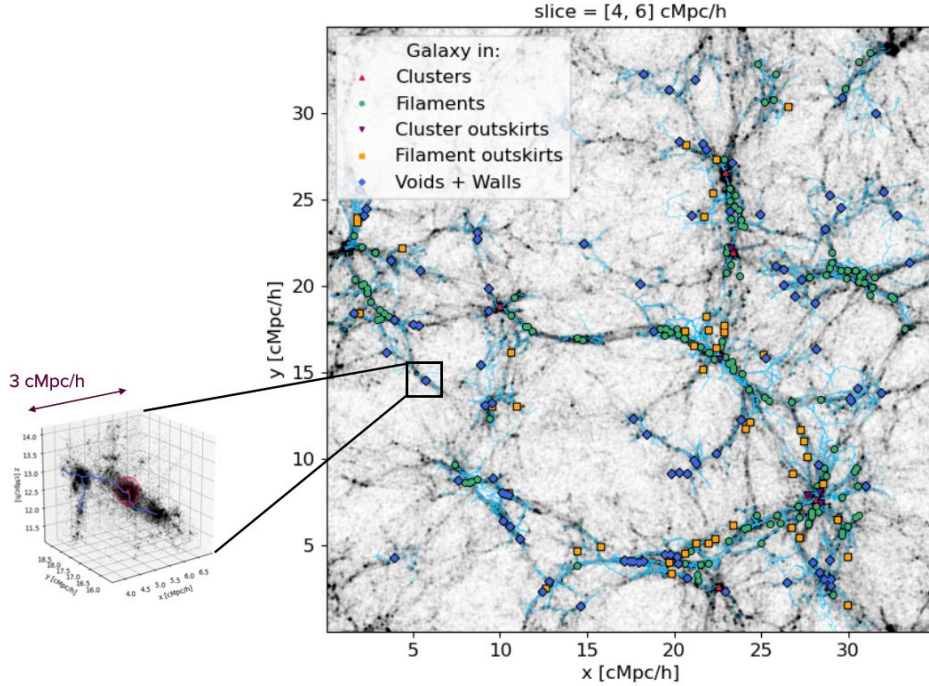 slice = [4, 6] cMpc/h
Galaxy in:
Clusters
Filaments
Cluster outskirts
Filament outskirts
Voids + Walls
30
25
20
15
10
5
y [cMpc/h]
5
10
15
20
25
30
x [cMpc/h]
3 cMpc/h
14.0
13.5
13.0
12.5
12.0
11.5
z [cMpc/h]
18.5
18.0
17.5
17.0
16.5
16.0
y [cMpc/h]
4.0
4.5
5.0
5.5
6.0
6.5
x [cMpc/h]